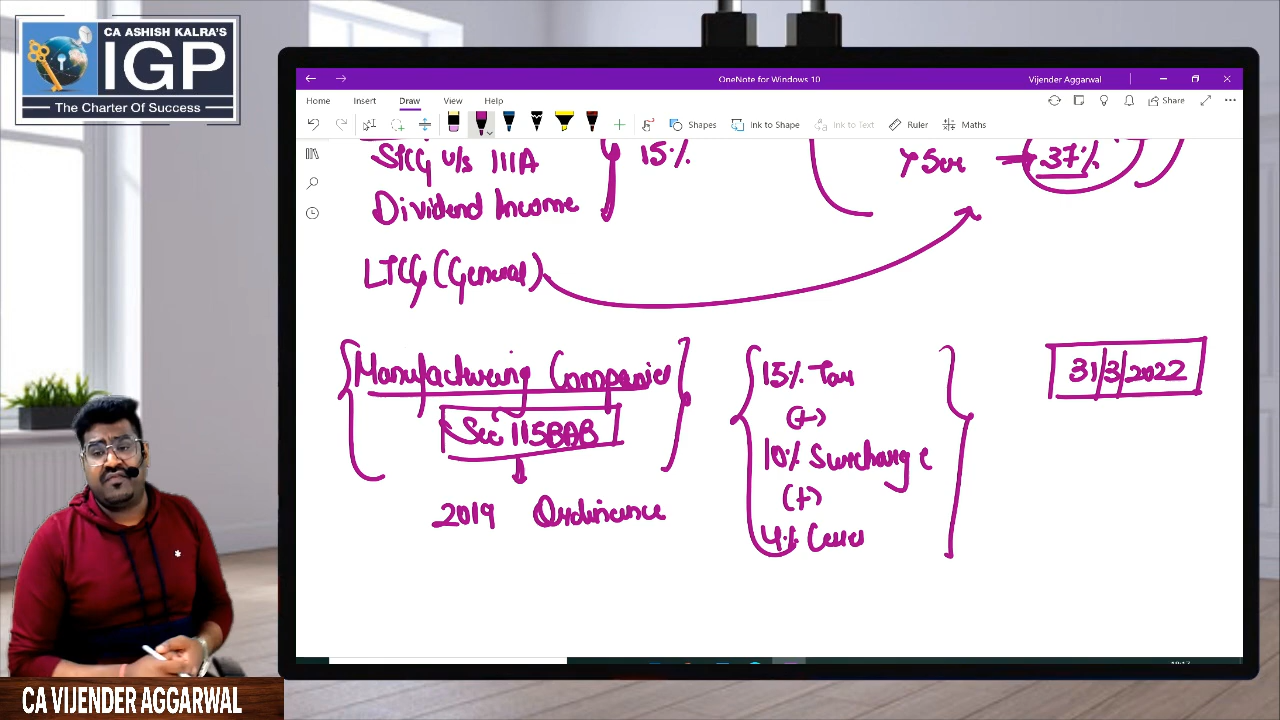 CA ASHISH KALRA'S
IGP
The Charter Of Success
OneNote for Windows 10
Vijender Aggarwal
Home Insert Draw View Help
Share
Shapes Ink to Shape Ink to Text Ruler Maths
STCG u/s 111A 15%
Dividend Income
37%
LTCG (General)
Manufacturing Companies
Sec 115BAB
2019 Ordinance
15% Tax
(+)
10% Surcharge
(+)
4% Cess
31/3/2022
CA VIJENDER AGGARWAL